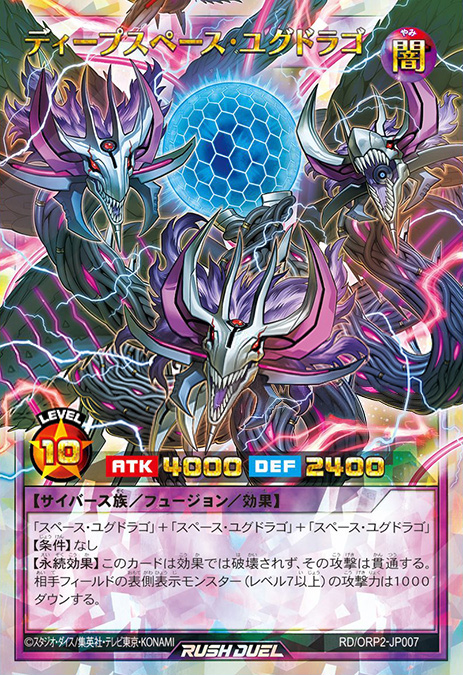 ディープスペース・ユグドラゴ
やみ
闇
LEVEL
10
ATK 4000 DEF 2400
【サイバース族/フュージョン/効果】
「スペース・ユグドラゴ」+「スペース・ユグドラゴ」+「スペース・ユグドラゴ」
【条件】なし
【永続効果】このカードは効果では破壊されず、その攻撃は貫通する。
相手フィールドの表側表示モンスター(レベル7以上)の攻撃力は1000
ダウンする。
©スタジオ・ダイス/集英社・テレビ東京・KONAMI
RUSH DUEL
RD/ORP2-JP007